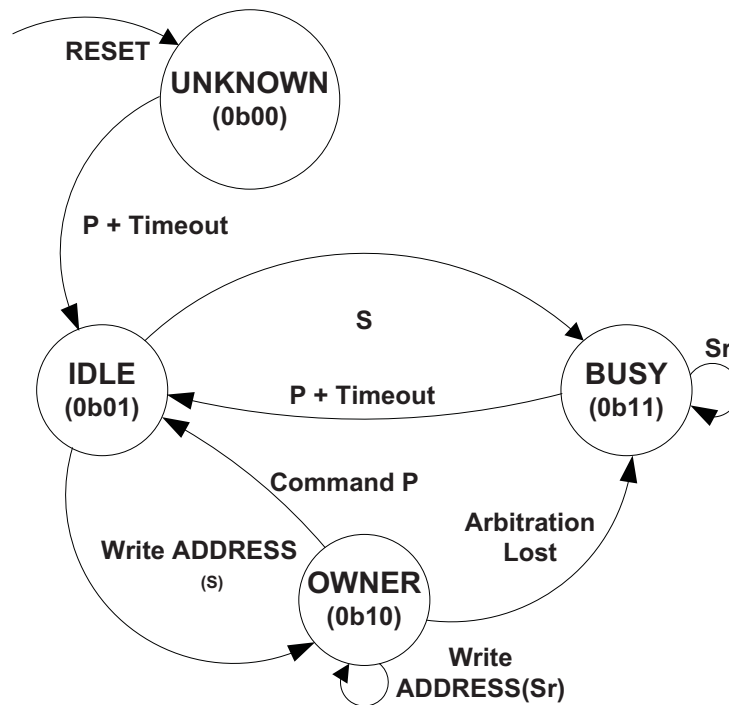 RESET
UNKNOWN
(0b00)
P + Timeout
S
IDLE
(0b01)
BUSY
(0b11)
Sr
P + Timeout
Command P
Arbitration
Lost
Write ADDRESS
(S)
OWNER
(0b10)
Write
ADDRESS(Sr)